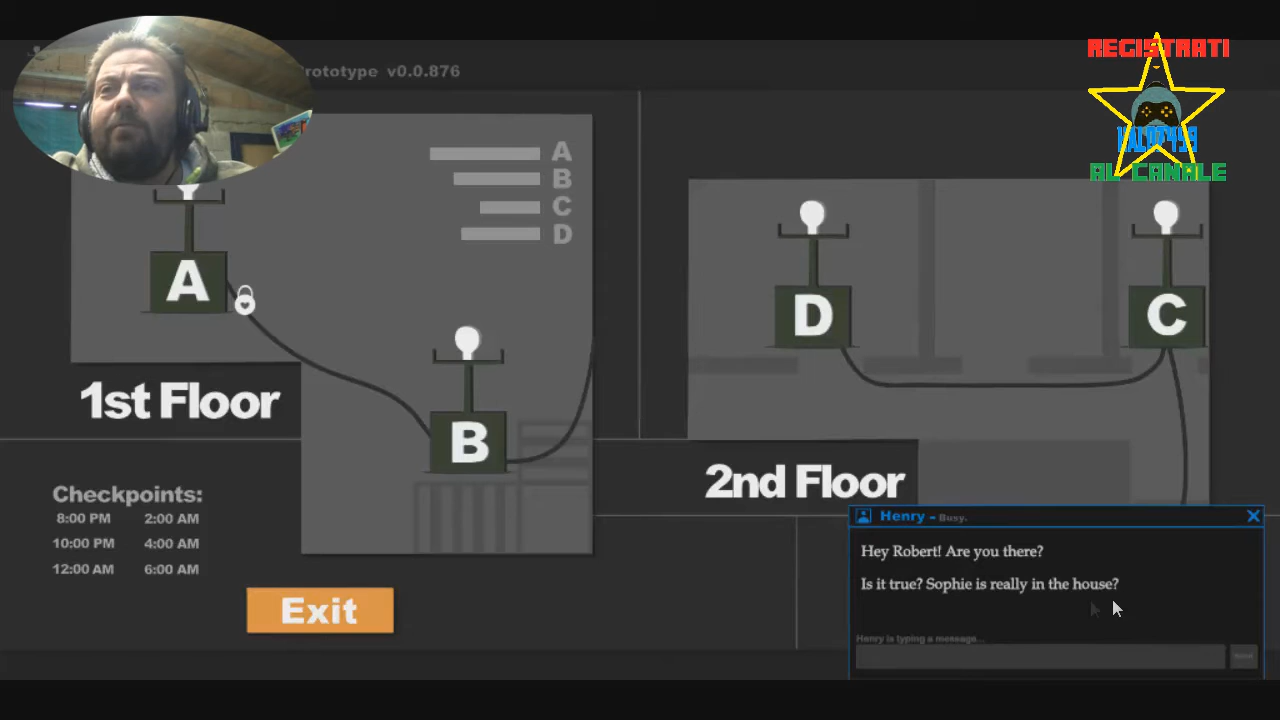 rototype v0.0.876
REGISTRATI
HALO7459
AL CANALE
A
B
C
D
A
B
D
C
1st Floor
2nd Floor
Checkpoints:
8:00 PM 2:00 AM
10:00 PM 4:00 AM
12:00 AM 6:00 AM
Exit
Henry – Busy.
Hey Robert! Are you there?
Is it true? Sophie is really in the house?
Henry is typing a message...